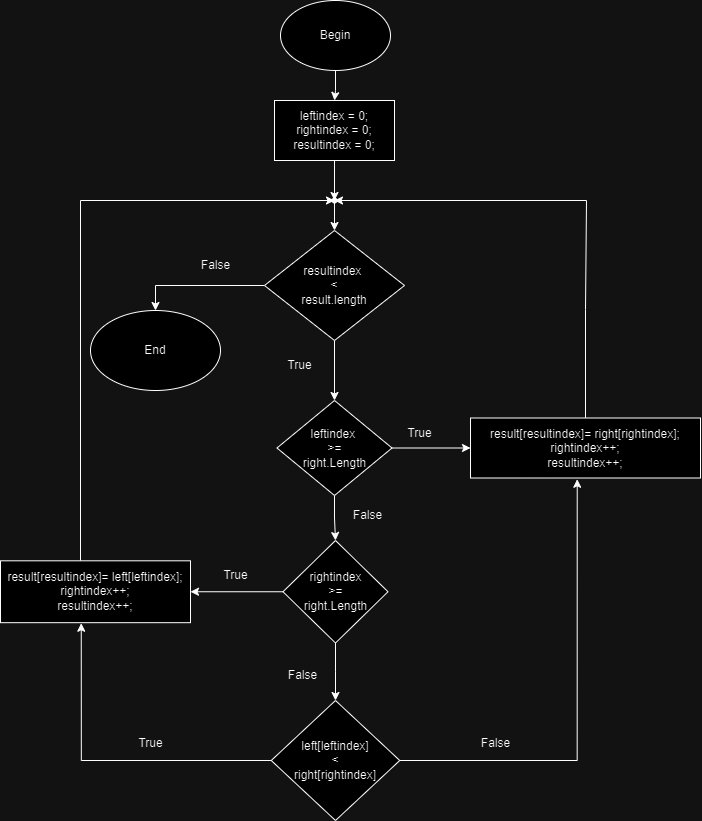 Begin
leftindex = 0;
rightindex = 0;
resultindex = 0;
False
resultindex
<
result.length
End
True
leftindex
>=
right.Length
True
result[resultindex]= right[rightindex];
rightindex++;
resultindex++;
False
result[resultindex]= left[leftindex];
rightindex++;
resultindex++;
True
rightindex
>=
right.Length
False
True
left[leftindex]
<
right[rightindex]
False